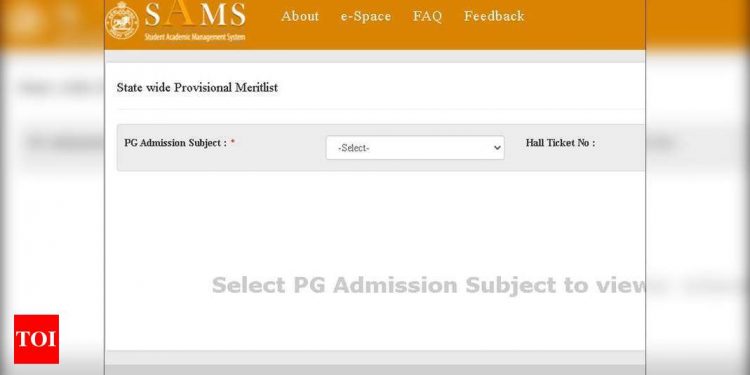 SAMS
Student Academic Management System
About e-Space FAQ Feedback
State wide Provisional Meritlist
PG Admission Subject : *
-Select-
Hall Ticket No :
Select PG Admission Subject to view
TOI